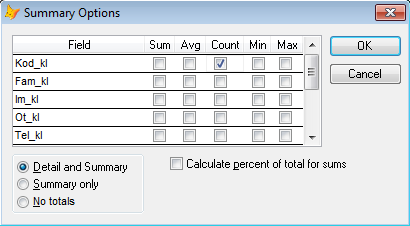 Summary Options
Field Sum Avg Count Min Max
Kod_kl
Fam_kl
Im_kl
Ot_kl
Tel_kl
OK
Cancel
Detail and Summary
Summary only
No totals
Calculate percent of total for sums